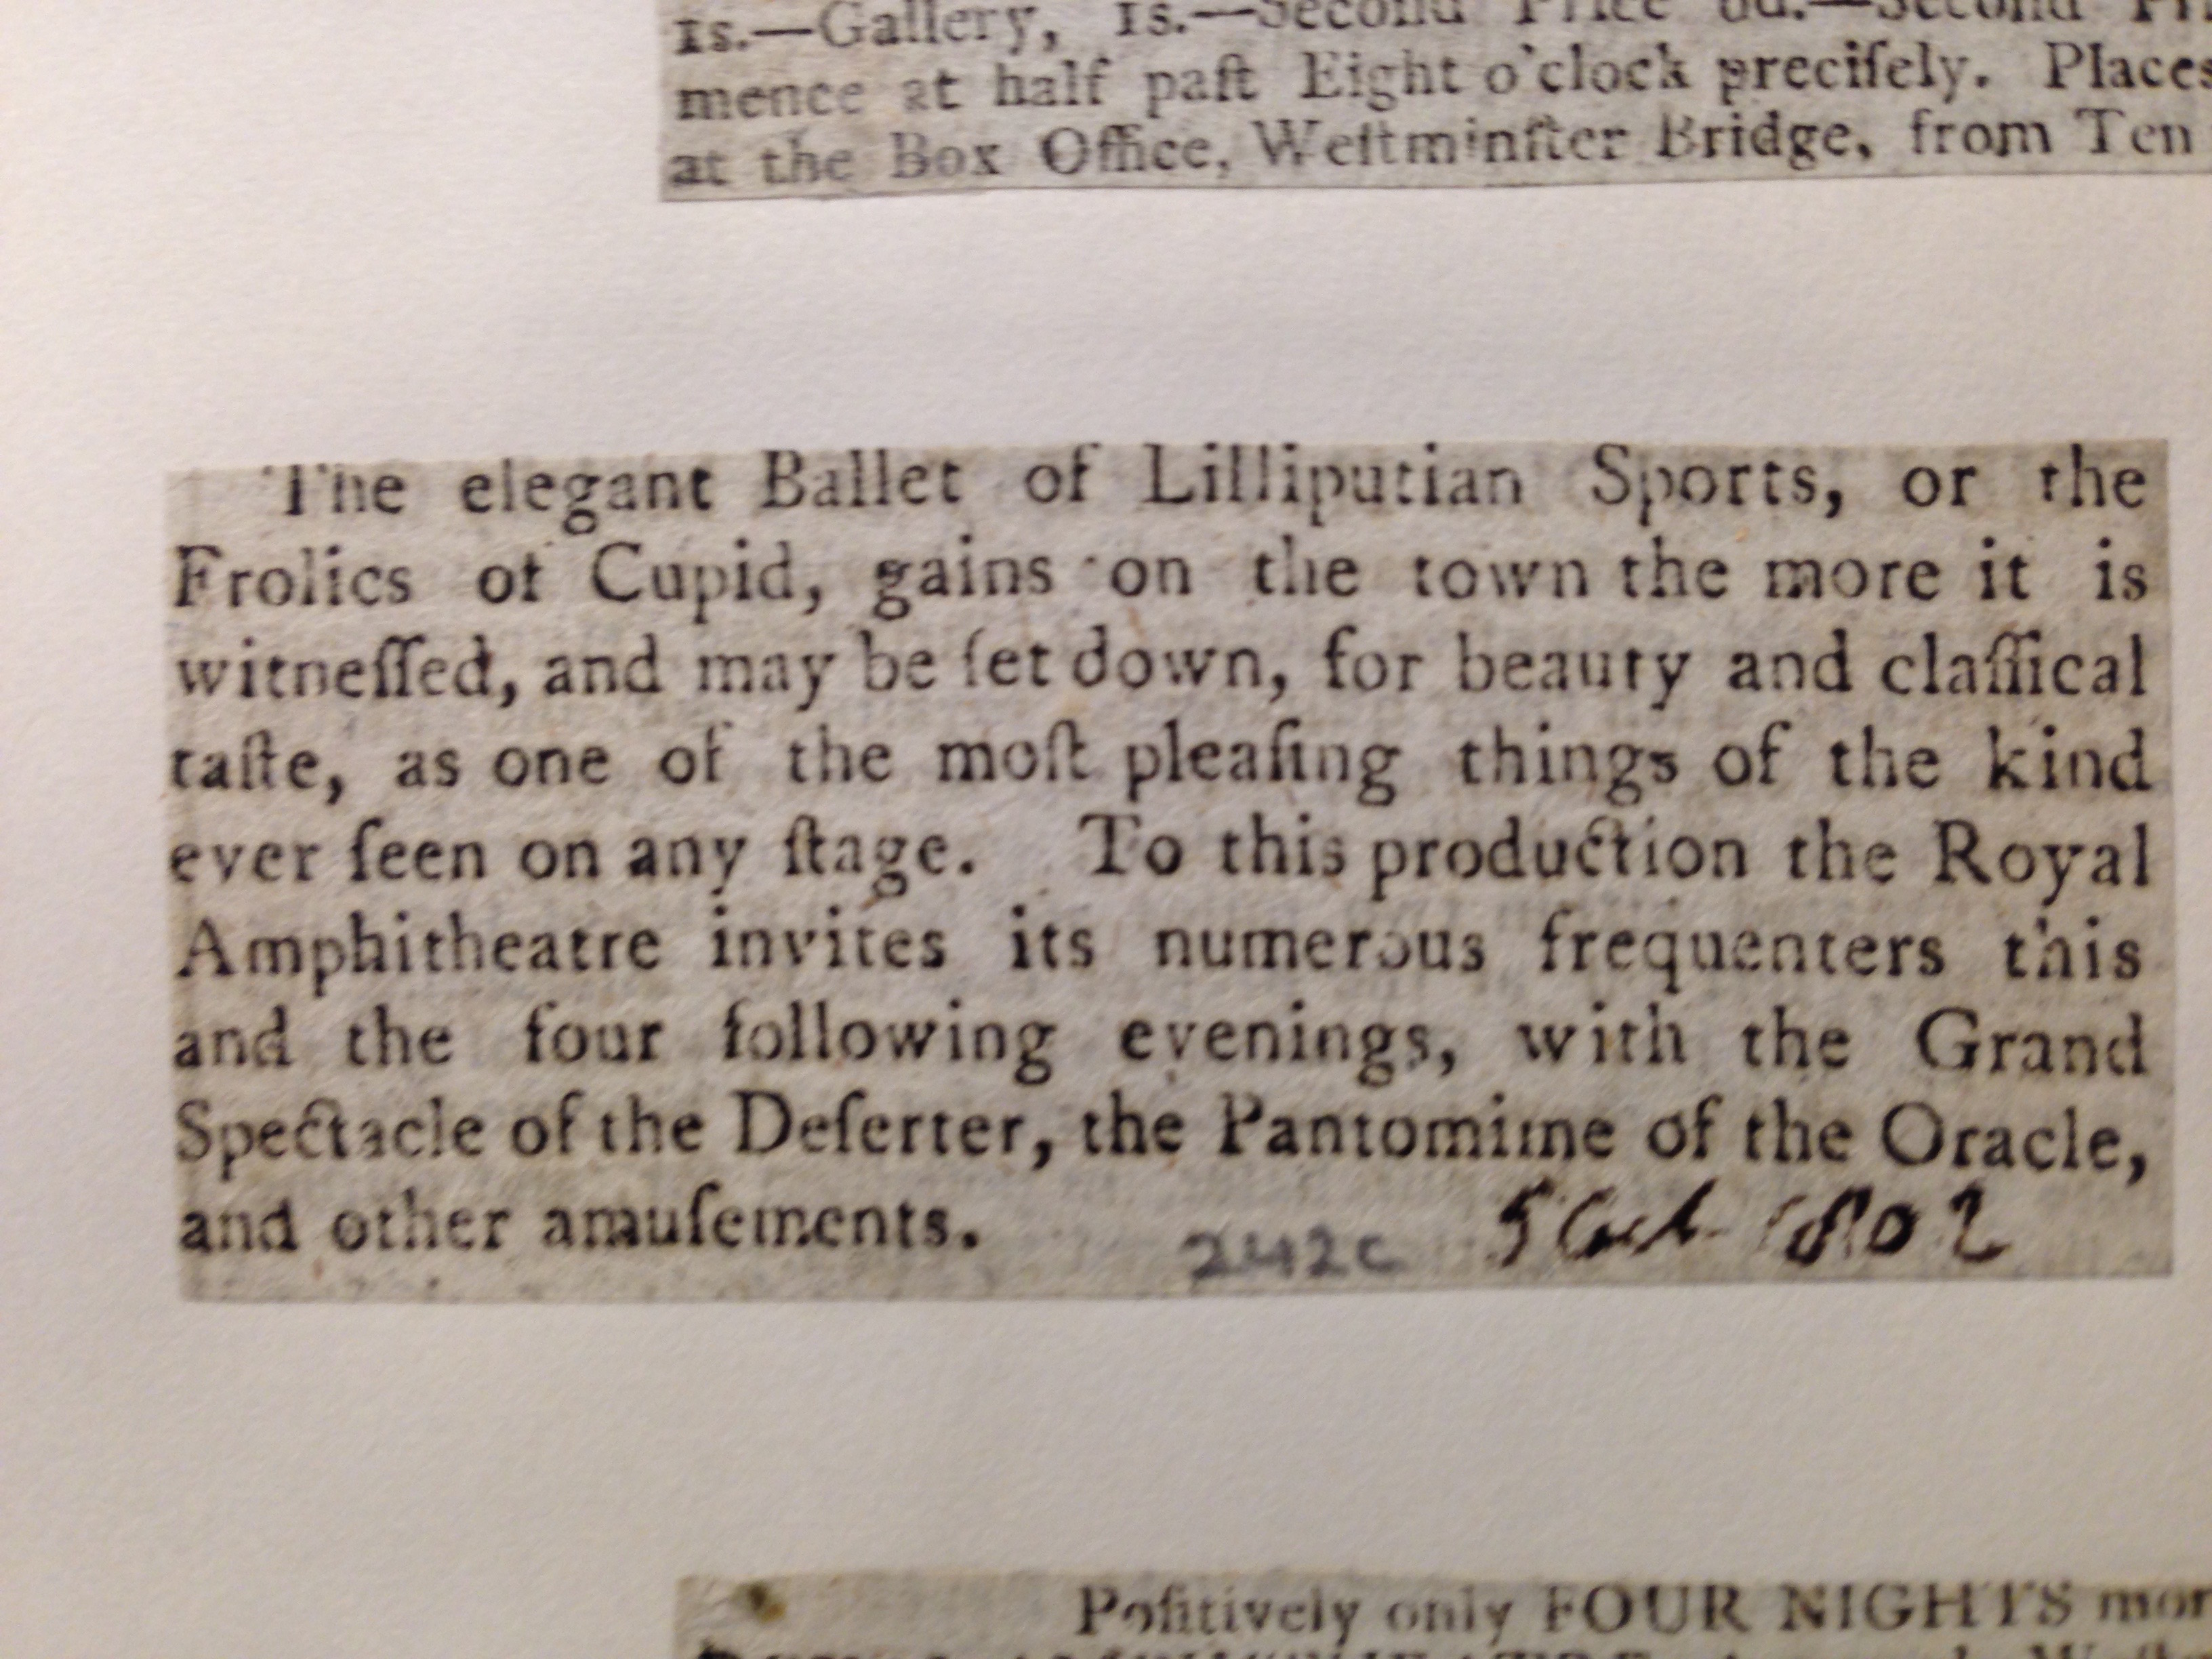 1s.—Gallery, 1s.—Second Price 6d.—Second
mence at half paſt Eight o'clock preciſely. Places
at the Box Office, Weſtminſter Bridge, from Ten
The elegant Ballet of Lilliputian Sports, or the
Frolics of Cupid, gains on the town the more it is
witneſſed, and may be ſet down, for beauty and claſſical
taſte, as one of the moſt pleaſing things of the kind
ever ſeen on any ſtage. To this production the Royal
Amphitheatre invites its numerous frequenters this
and the four following evenings, with the Grand
Spectacle of the Deſerter, the Pantomime of the Oracle,
and other amuſements. 242c 5 Oct 1802
Poſitively only FOUR NIGHTS mor